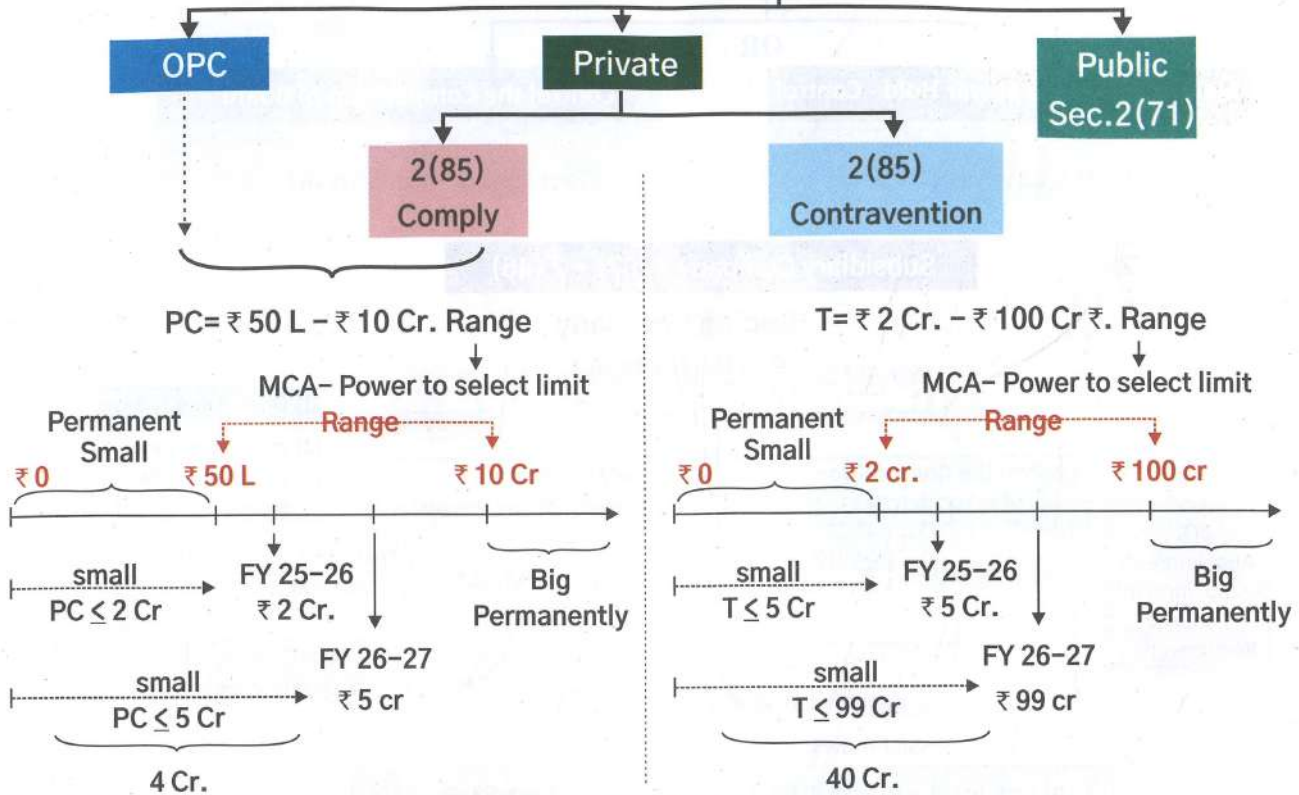 OPC
Private
Public
Sec.2(71)
2(85)
Comply
2(85)
Contravention
PC= ₹ 50 L – ₹ 10 Cr. Range
MCA– Power to select limit
Permanent
Small
Range
₹ 0
₹ 50 L
₹ 10 Cr
small
PC ≤ 2 Cr
FY 25–26
₹ 2 Cr.
Big
Permanently
FY 26–27
₹ 5 cr
small
PC ≤ 5 Cr
4 Cr.
T= ₹ 2 Cr. – ₹ 100 Cr ₹. Range
MCA– Power to select limit
Permanent
Small
Range
₹ 0
₹ 2 cr.
₹ 100 cr
small
T ≤ 5 Cr
FY 25–26
₹ 5 Cr.
Big
Permanently
FY 26–27
₹ 99 cr
small
T ≤ 99 Cr
40 Cr.